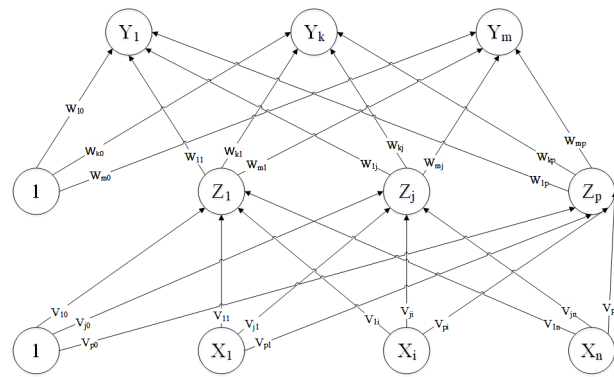 Y1 Yk Ym
W10
Wk0
Wm0
W11
Wk1
Wm1
W1j
Wkj
Wmj
W1p
Wkp
Wmp
1 Z1 Zj Zp
V10
Vj0
Vp0
V11
Vj1
Vp1
V1i
Vji
Vpi
V1n
Vjn
1 X1 Xi Xn